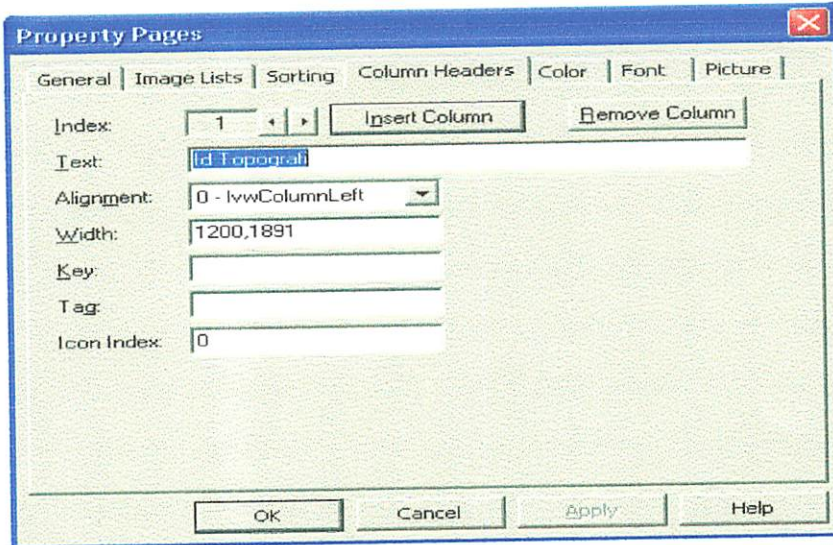 Property Pages
General Image Lists Sorting Column Headers Color Font Picture
Index: 1 Insert Column Remove Column
Text: Id Topografi
Alignment: 0 - lvwColumnLeft
Width: 1200,1891
Key:
Tag:
Icon Index: 0
OK Cancel Apply Help